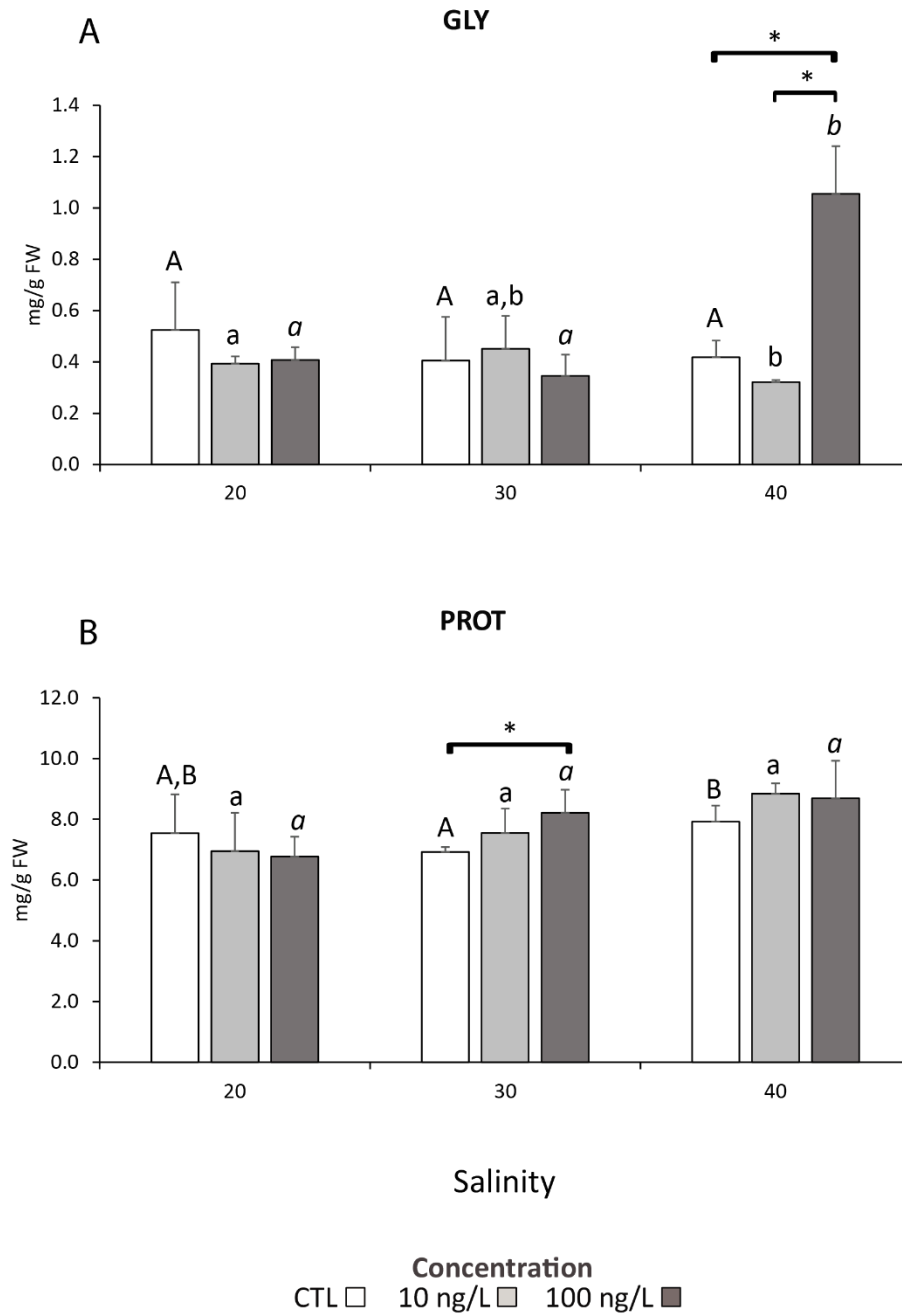 A
GLY
*
*
1.4
1.2
1.0
0.8
0.6
0.4
0.2
0.0
mg/g FW
A
a
a
A
a,b
a
A
b
b
20
30
40
B
PROT
12.0
10.0
8.0
6.0
4.0
2.0
0.0
mg/g FW
*
A,B
a
a
A
a
a
B
a
a
20
30
40
Salinity
Concentration
CTL 10 ng/L 100 ng/L